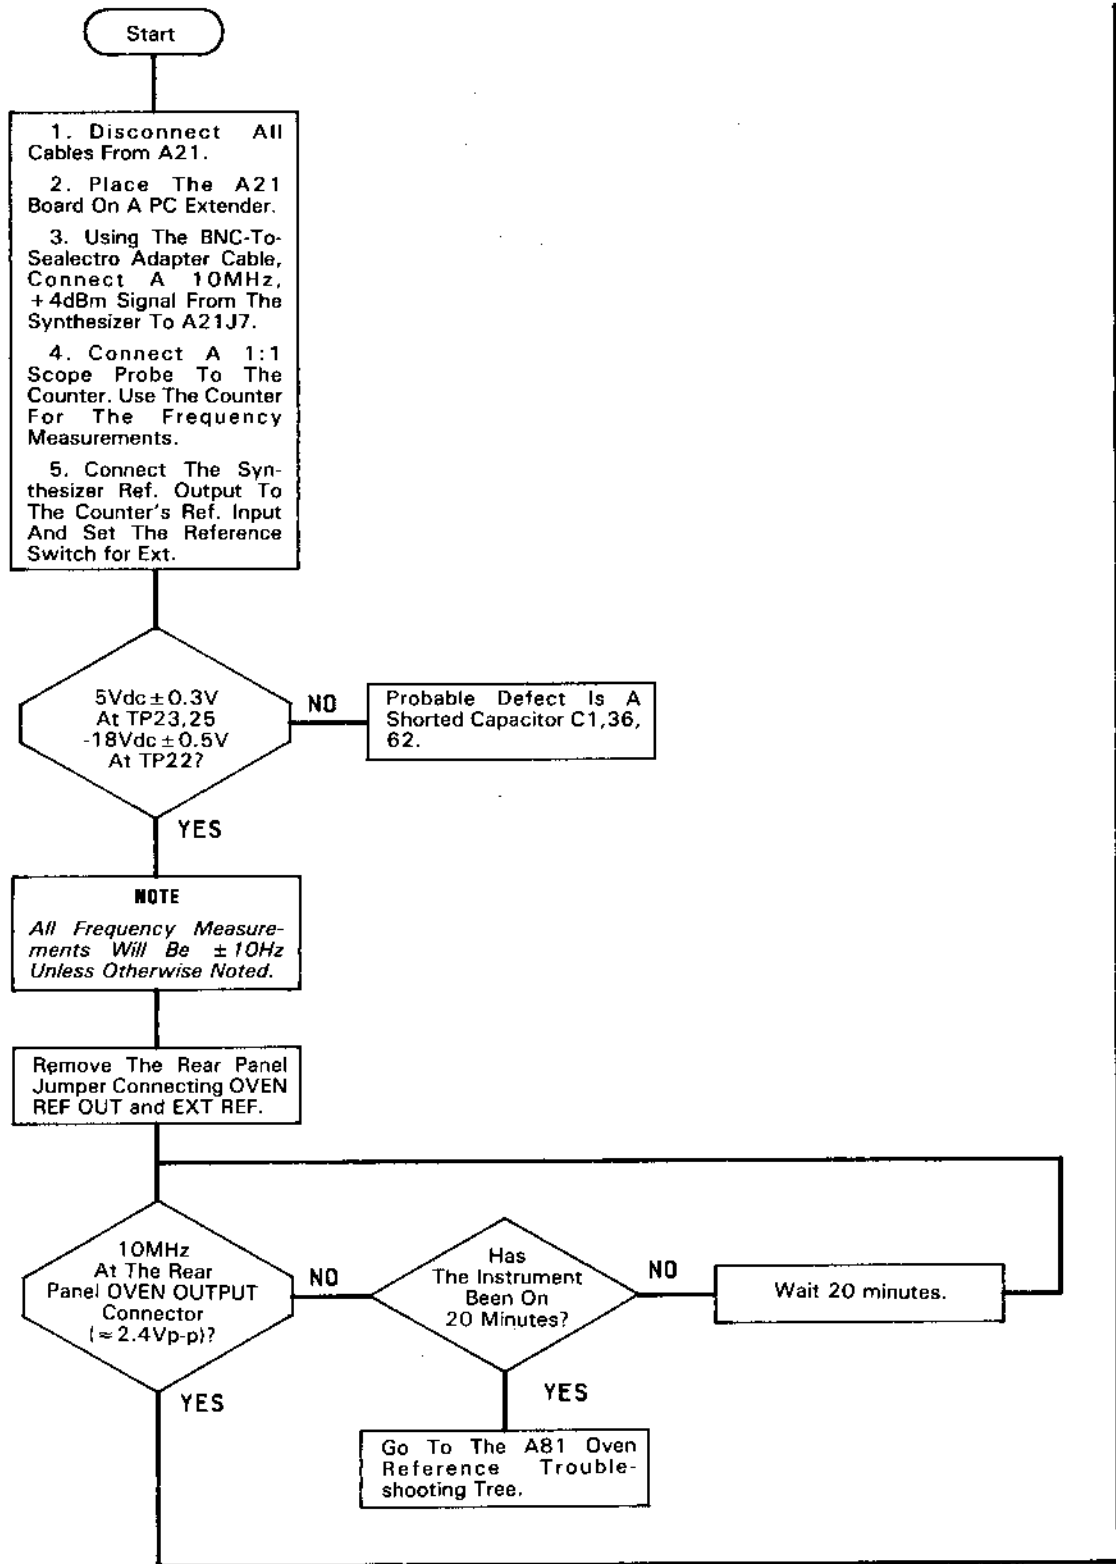 Start
1. Disconnect All
Cables From A21.
2. Place The A21
Board On A PC Extender.
3. Using The BNC-To-
Sealectro Adapter Cable,
Connect A 10MHz,
+4dBm Signal From The
Synthesizer To A21J7.
4. Connect A 1:1
Scope Probe To The
Counter. Use The Counter
For The Frequency
Measurements.
5. Connect The Syn-
thesizer Ref. Output To
The Counter's Ref. Input
And Set The Reference
Switch for Ext.
5Vdc±0.3V
At TP23,25
-18Vdc±0.5V
At TP22?
NO
Probable Defect Is A
Shorted Capacitor C1,36,
62.
YES
NOTE
All Frequency Measure-
ments Will Be ±10Hz
Unless Otherwise Noted.
Remove The Rear Panel
Jumper Connecting OVEN
REF OUT and EXT REF.
10MHz
At The Rear
Panel OVEN OUTPUT
Connector
(≈2.4Vp-p)?
NO
Has
The Instrument
Been On
20 Minutes?
NO
Wait 20 minutes.
YES
YES
Go To The A81 Oven
Reference Trouble-
shooting Tree.